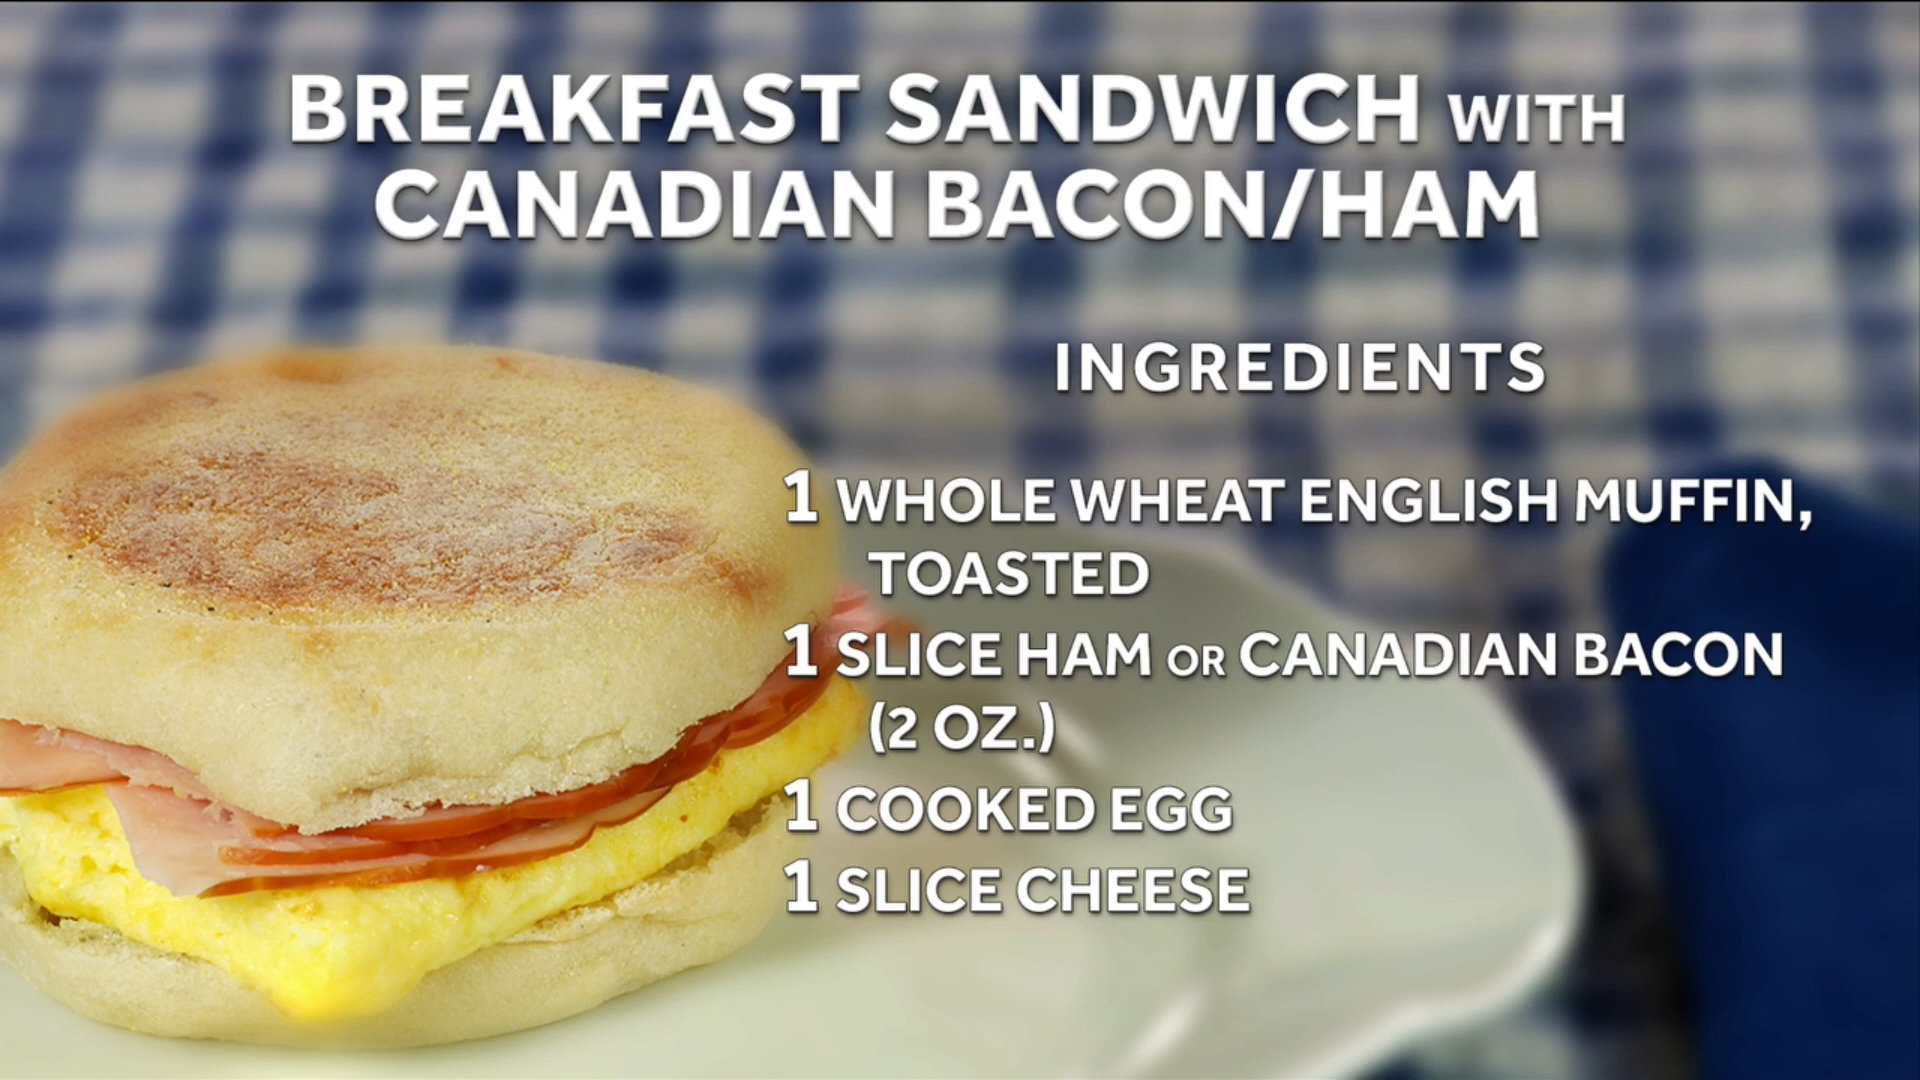 BREAKFAST SANDWICH WITH
CANADIAN BACON/HAM
INGREDIENTS
1 WHOLE WHEAT ENGLISH MUFFIN,
TOASTED
1 SLICE HAM OR CANADIAN BACON
(2 OZ.)
1 COOKED EGG
1 SLICE CHEESE